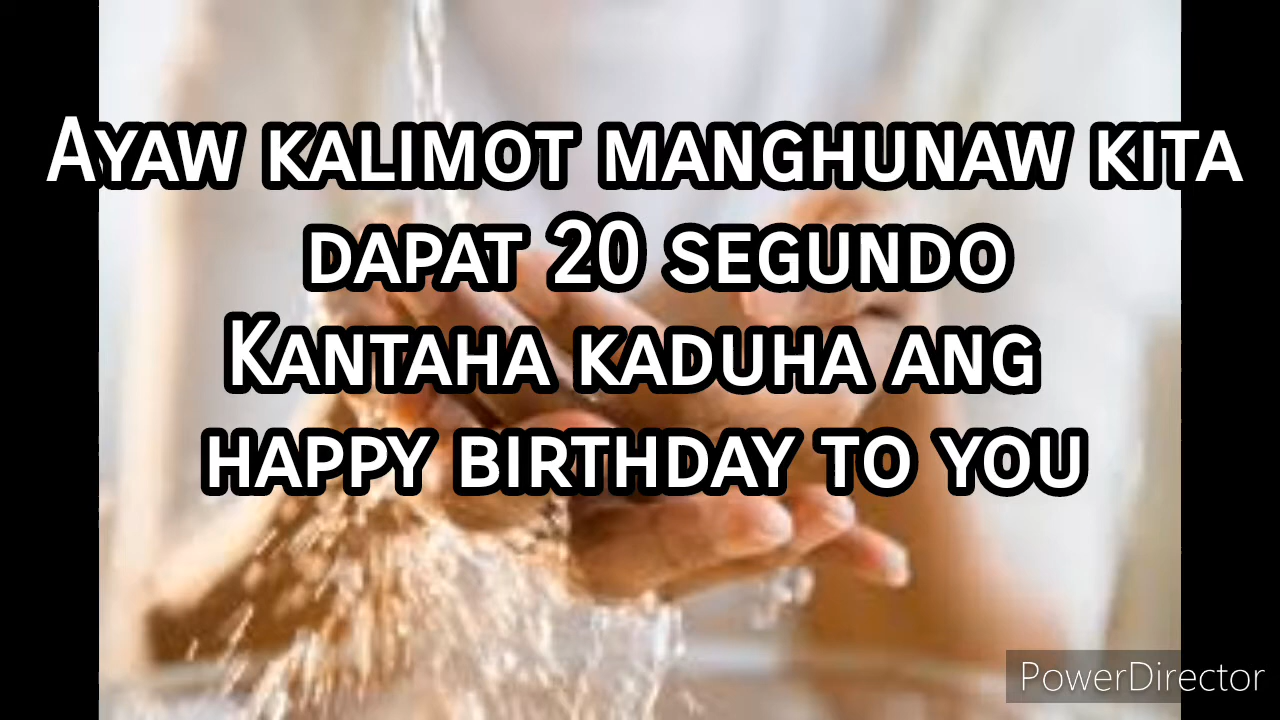 Ayaw kalimot manghunaw kita
dapat 20 segundo
Kantaha kaduha ang
happy birthday to you
PowerDirector